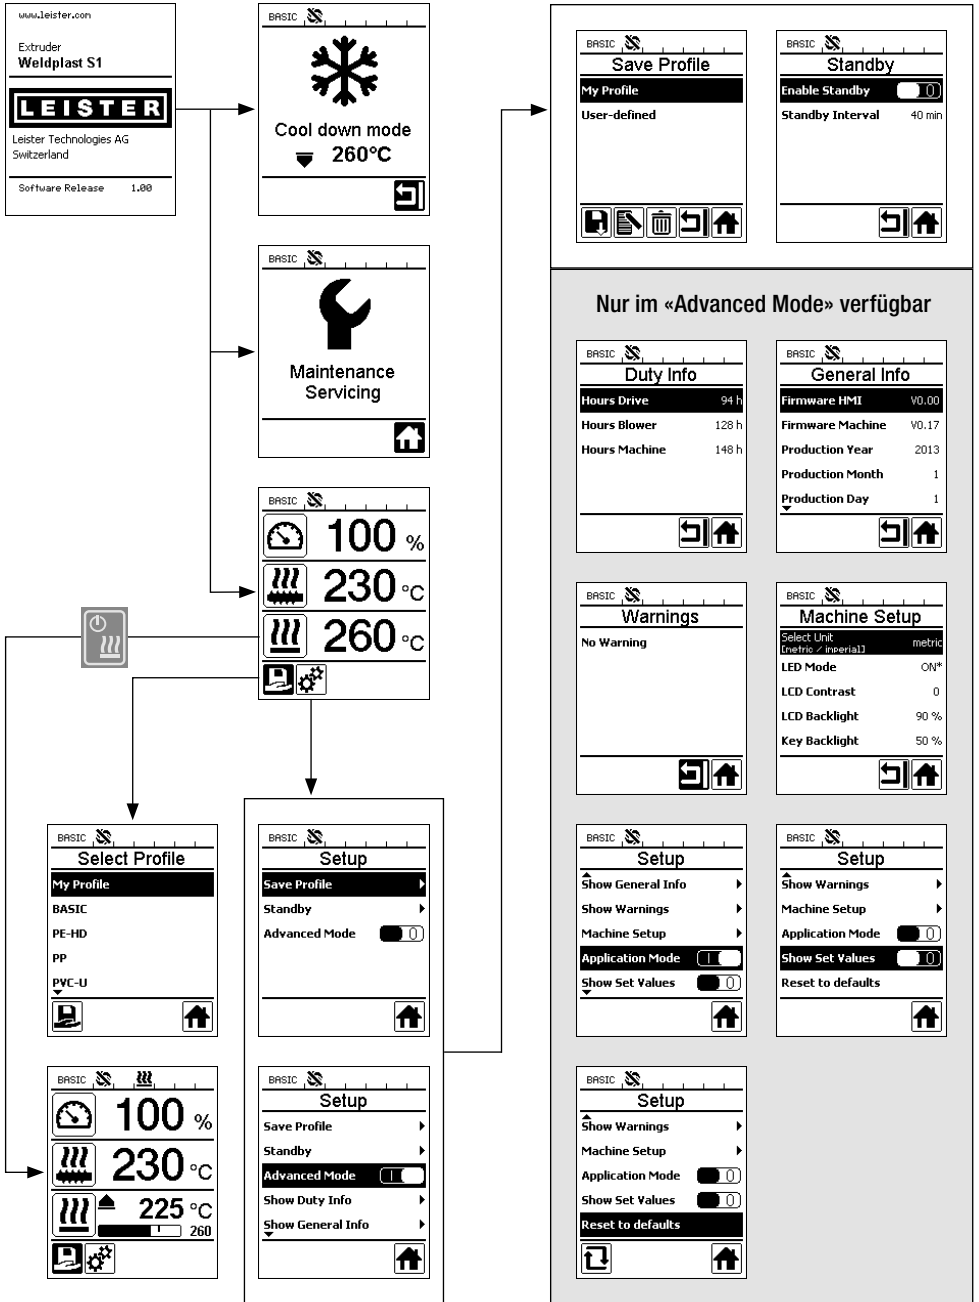 www.leister.com
Extruder
Weldplast S1
LEISTER
Leister Technologies AG
Switzerland
Software Release 1.00
BASIC
Cool down mode
260°C
BASIC
Maintenance
Servicing
BASIC
100 %
230 °C
260 °C
BASIC
Select Profile
My Profile
BASIC
PE-HD
PP
PVC-U
BASIC
100 %
230 °C
225 °C
260
BASIC
Setup
Save Profile
Standby
Advanced Mode 0
BASIC
Setup
Save Profile
Standby
Advanced Mode I
Show Duty Info
Show General Info
BASIC
Save Profile
My Profile
User-defined
BASIC
Standby
Enable Standby 0
Standby Interval 40 min
Nur im «Advanced Mode» verfügbar
BASIC
Duty Info
Hours Drive 94 h
Hours Blower 128 h
Hours Machine 148 h
BASIC
General Info
Firmware HMI V0.00
Firmware Machine V0.17
Production Year 2013
Production Month 1
Production Day 1
BASIC
Warnings
No Warning
BASIC
Machine Setup
Select Unit
[metric / imperial] metric
LED Mode ON*
LCD Contrast 0
LCD Backlight 90 %
Key Backlight 50 %
BASIC
Setup
Show General Info
Show Warnings
Machine Setup
Application Mode I
Show Set Values 0
BASIC
Setup
Show Warnings
Machine Setup
Application Mode 0
Show Set Values 0
Reset to defaults
BASIC
Setup
Show Warnings
Machine Setup
Application Mode 0
Show Set Values 0
Reset to defaults